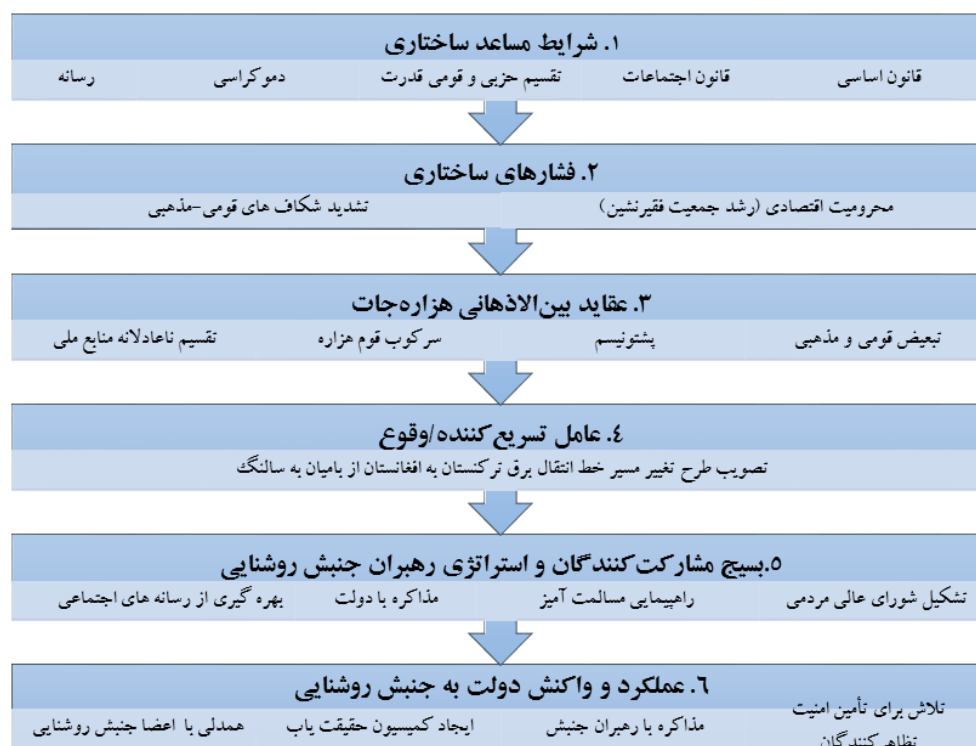 ۱. شرایط مساعد ساختاری
قانون اساسی قانون اجتماعات تقسیم حزبی و قومی قدرت دموکراسی رسانه
۲. فشارهای ساختاری
محرومیت اقتصادی (رشد جمعیت فقیرنشین) تشدید شکاف های قومی-مذهبی
۳. عقاید بین‌الاذهانی هزاره‌جات
تبعیض قومی و مذهبی پشتونیسم سرکوب قوم هزاره تقسیم ناعادلانه منابع ملی
٤. عامل تسریع‌کننده/وقوع
تصویب طرح تغییر مسیر خط انتقال برق ترکنستان به افغانستان از بامیان به سالنگ
٥.بسیج مشارکت‌کنندگان و استراتژی رهبران جنبش روشنایی
تشکیل شورای عالی مردمی راهپیمایی مسالمت آمیز مذاکره با دولت بهره گیری از رسانه های اجتماعی
٦. عملکرد و واکنش دولت به جنبش روشنایی
تلاش برای تأمین امنیت
تظاهرکنندگان مذاکره با رهبران جنبش ایجاد کمیسیون حقیقت یاب همدلی با اعضا جنبش روشنایی